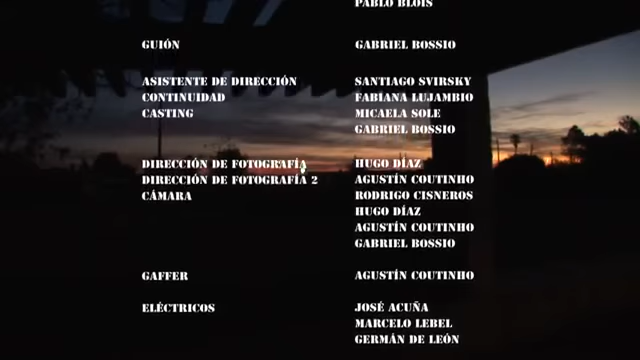 PABLO BLOIS
GUIÓN GABRIEL BOSSIO
ASISTENTE DE DIRECCIÓN SANTIAGO SVIRSKY
CONTINUIDAD FABIANA LUJAMBIO
CASTING MICAELA SOLE
GABRIEL BOSSIO
DIRECCIÓN DE FOTOGRAFÍA HUGO DÍAZ
DIRECCIÓN DE FOTOGRAFÍA 2 AGUSTÍN COUTINHO
CÁMARA RODRIGO CISNEROS
HUGO DÍAZ
AGUSTÍN COUTINHO
GABRIEL BOSSIO
GAFFER AGUSTÍN COUTINHO
ELÉCTRICOS JOSÉ ACUÑA
MARCELO LEBEL
GERMÁN DE LEÓN